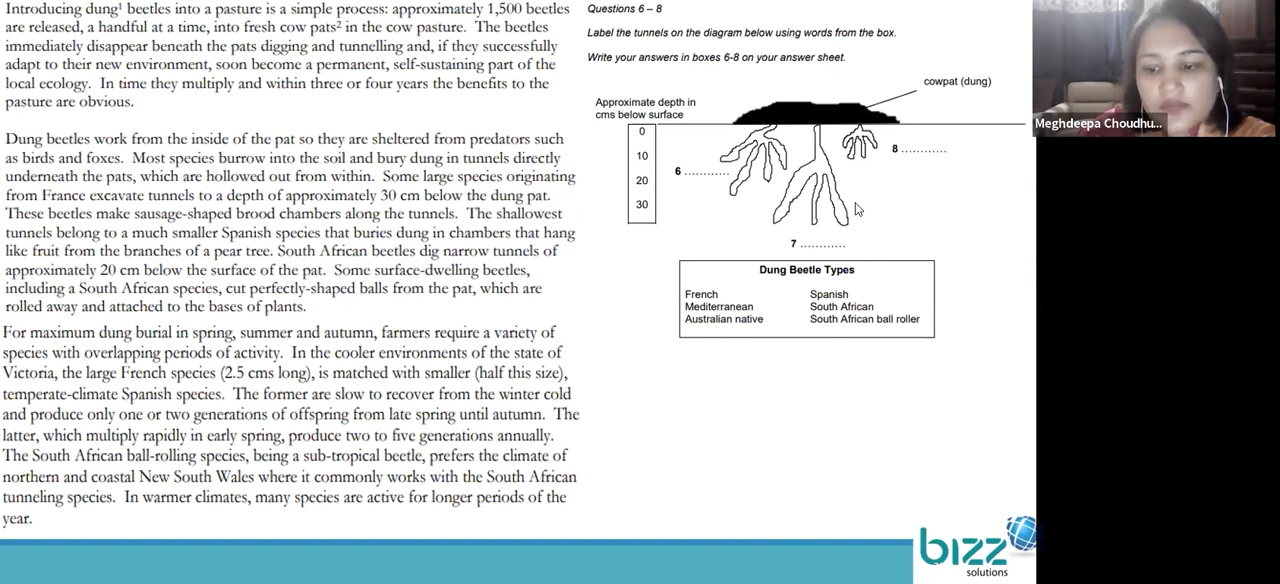 Introducing dung¹ beetles into a pasture is a simple process: approximately 1,500 beetles
are released, a handful at a time, into fresh cow pats² in the cow pasture. The beetles
immediately disappear beneath the pats digging and tunnelling and, if they successfully
adapt to their new environment, soon become a permanent, self-sustaining part of the
local ecology. In time they multiply and within three or four years the benefits to the
pasture are obvious.
Dung beetles work from the inside of the pat so they are sheltered from predators such
as birds and foxes. Most species burrow into the soil and bury dung in tunnels directly
underneath the pats, which are hollowed out from within. Some large species originating
from France excavate tunnels to a depth of approximately 30 cm below the dung pat.
These beetles make sausage-shaped brood chambers along the tunnels. The shallowest
tunnels belong to a much smaller Spanish species that buries dung in chambers that hang
like fruit from the branches of a pear tree. South African beetles dig narrow tunnels of
approximately 20 cm below the surface of the pat. Some surface-dwelling beetles,
including a South African species, cut perfectly-shaped balls from the pat, which are
rolled away and attached to the bases of plants.
For maximum dung burial in spring, summer and autumn, farmers require a variety of
species with overlapping periods of activity. In the cooler environments of the state of
Victoria, the large French species (2.5 cms long), is matched with smaller (half this size),
temperate-climate Spanish species. The former are slow to recover from the winter cold
and produce only one or two generations of offspring from late spring until autumn. The
latter, which multiply rapidly in early spring, produce two to five generations annually.
The South African ball-rolling species, being a sub-tropical beetle, prefers the climate of
northern and coastal New South Wales where it commonly works with the South African
tunneling species. In warmer climates, many species are active for longer periods of the
year.
Questions 6 – 8
Label the tunnels on the diagram below using words from the box.
Write your answers in boxes 6-8 on your answer sheet.
cowpat (dung)
Approximate depth in
cms below surface
0
10
20
30
6 ............
8 ............
7 ............
Dung Beetle Types
French Spanish
Mediterranean South African
Australian native South African ball roller
Meghdeepa Choudhu...
bizz
solutions